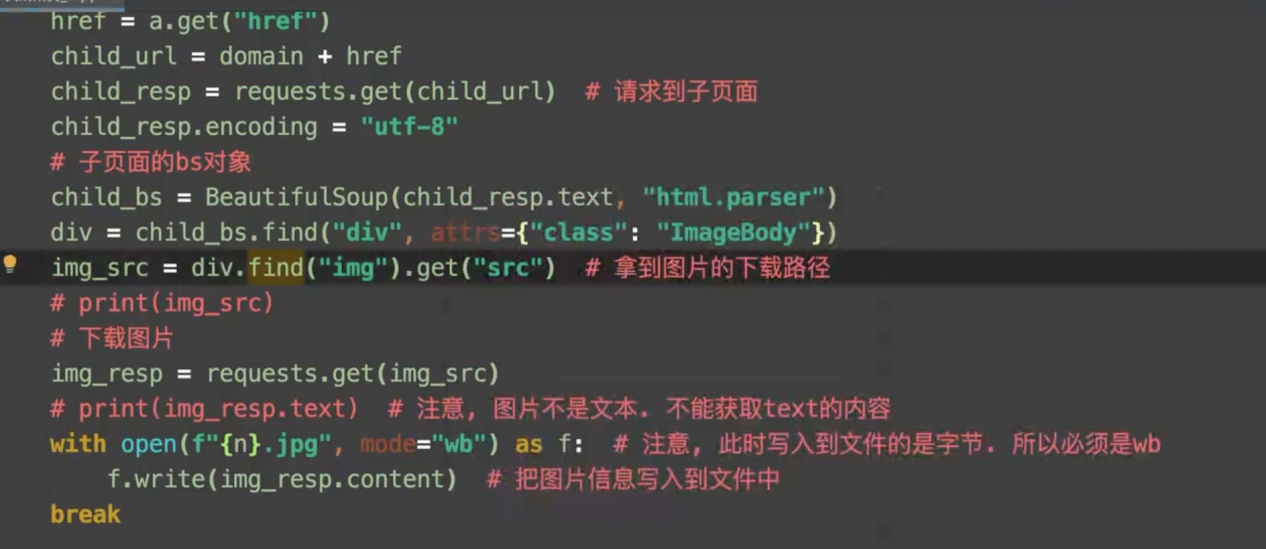 href = a.get("href")
child_url = domain + href
child_resp = requests.get(child_url)  # 请求到子页面
child_resp.encoding = "utf-8"
# 子页面的bs对象
child_bs = BeautifulSoup(child_resp.text, "html.parser")
div = child_bs.find("div", attrs={"class": "ImageBody"})
img_src = div.find("img").get("src")  # 拿到图片的下载路径
# print(img_src)
# 下载图片
img_resp = requests.get(img_src)
# print(img_resp.text)  # 注意, 图片不是文本. 不能获取text的内容
with open(f"{n}.jpg", mode="wb") as f:  # 注意, 此时写入到文件的是字节. 所以必须是wb
    f.write(img_resp.content)  # 把图片信息写入到文件中
break